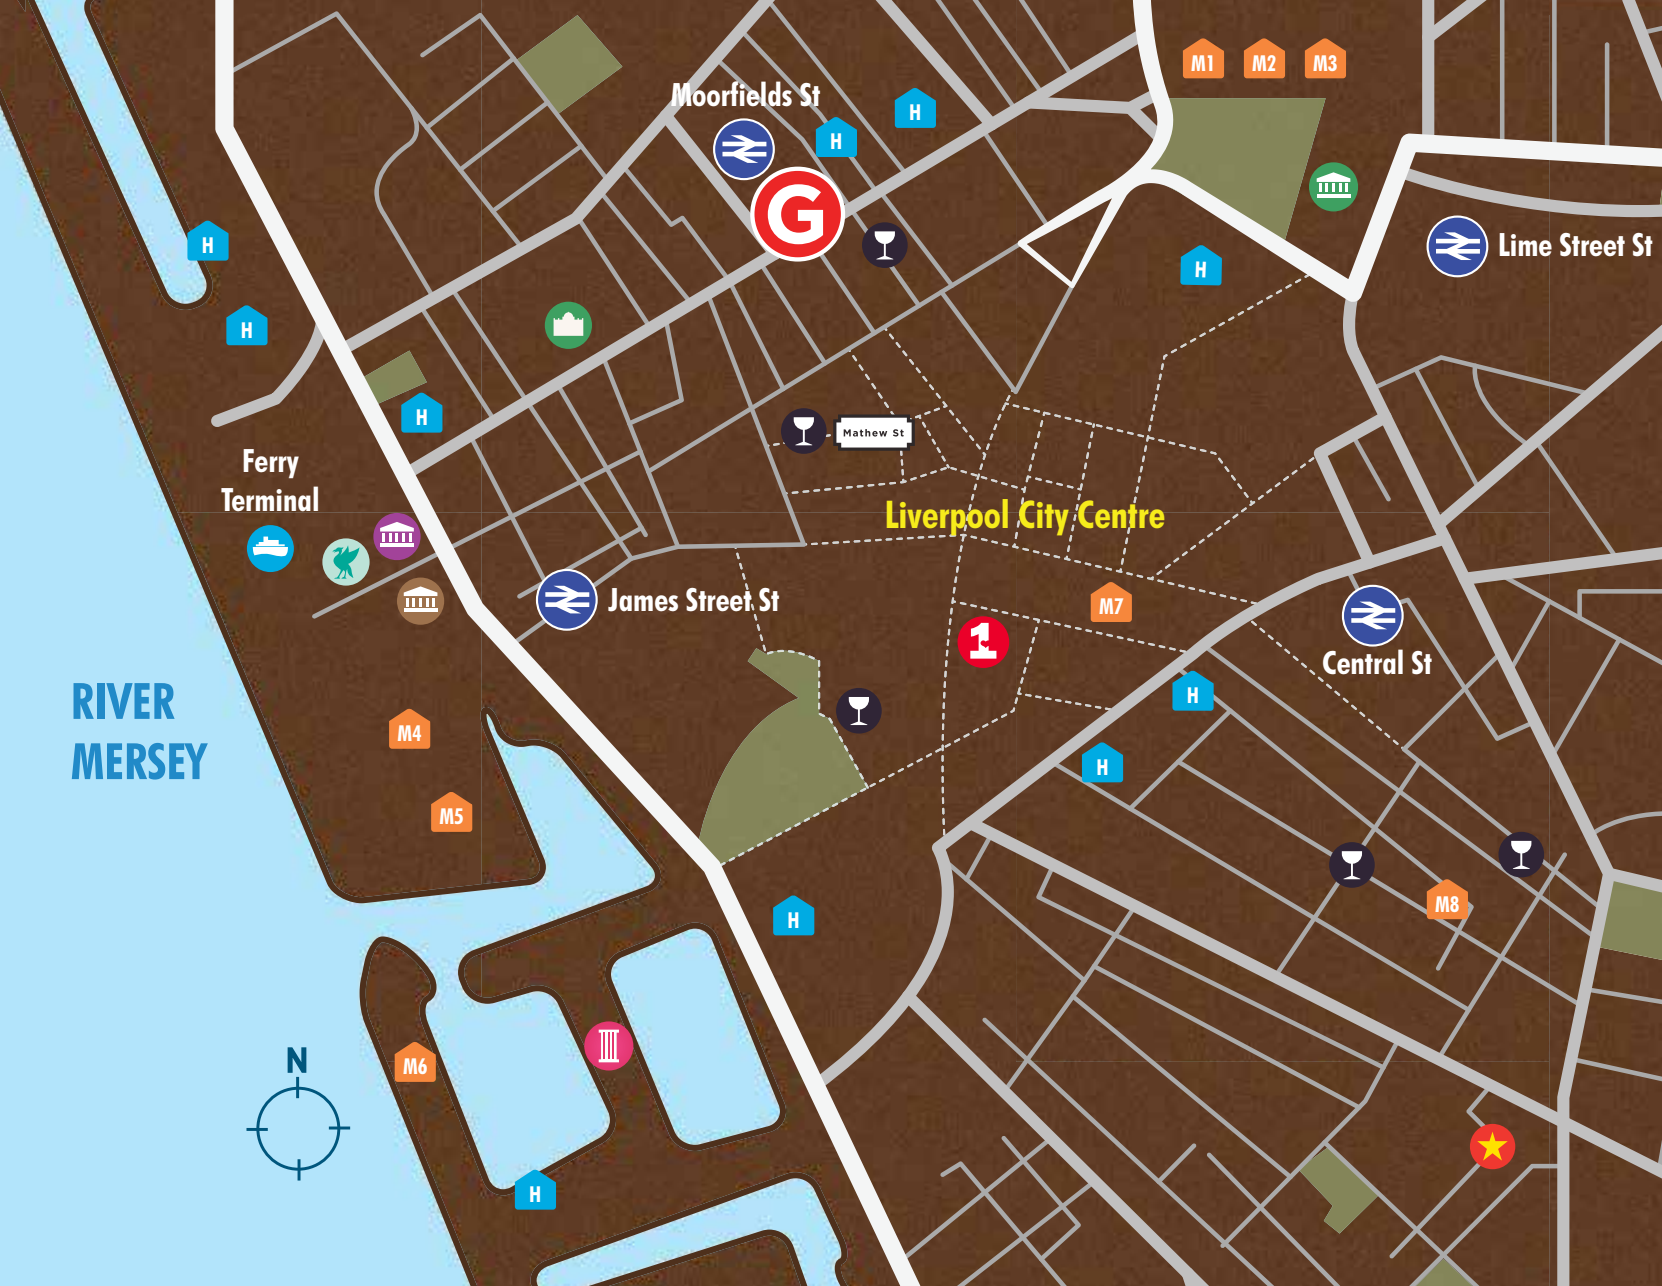 M1
M2
M3
Moorfields St
H
H
G
H
H
Lime Street St
H
H
Mathew St
Ferry
Terminal
Liverpool City Centre
James Street St
M7
1
Central St
RIVER
MERSEY
H
M4
H
M5
M8
H
N
M6
H